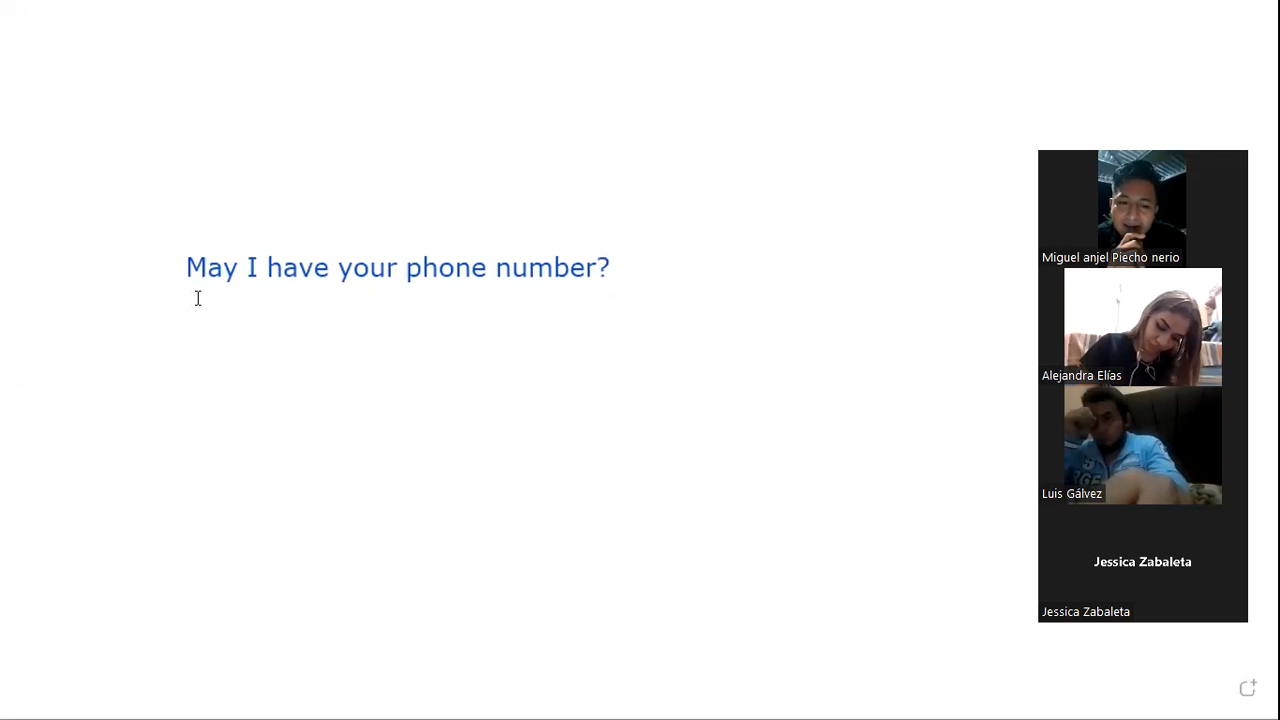 May I have your phone number?
Miguel anjel Piecho nerio
Alejandra Elías
Luis Gálvez
Jessica Zabaleta
Jessica Zabaleta